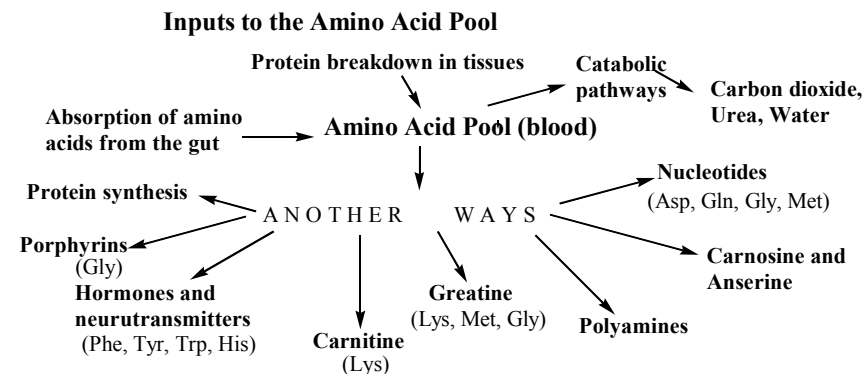 Inputs to the Amino Acid Pool
Protein breakdown in tissues
Catabolic
pathways
Carbon dioxide,
Urea, Water
Absorption of amino
acids from the gut
Amino Acid Pool (blood)
Protein synthesis
A N O T H E R W A Y S
Nucleotides
(Asp, Gln, Gly, Met)
Porphyrins
(Gly)
Hormones and
neurutransmitters
(Phe, Tyr, Trp, His)
Carnitine
(Lys)
Greatine
(Lys, Met, Gly)
Polyamines
Carnosine and
Anserine